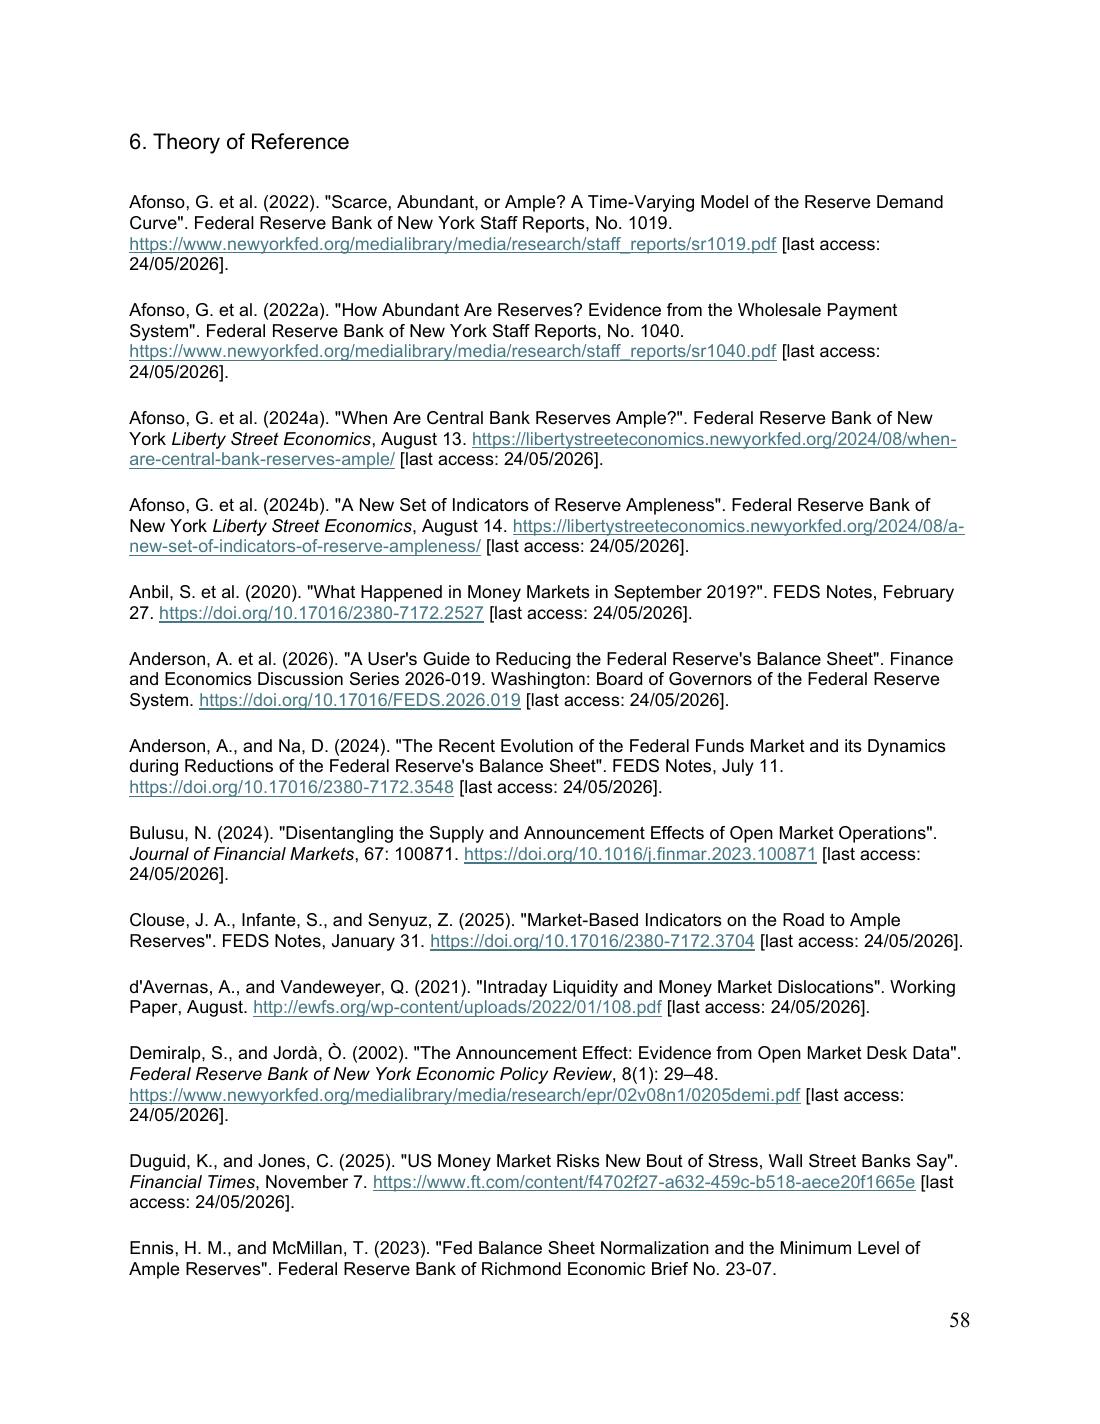 6. Theory of Reference
Afonso, G. et al. (2022). "Scarce, Abundant, or Ample? A Time-Varying Model of the Reserve Demand
Curve". Federal Reserve Bank of New York Staff Reports, No. 1019.
https://www.newyorkfed.org/medialibrary/media/research/staff_reports/sr1019.pdf [last access:
24/05/2026].
Afonso, G. et al. (2022a). "How Abundant Are Reserves? Evidence from the Wholesale Payment
System". Federal Reserve Bank of New York Staff Reports, No. 1040.
https://www.newyorkfed.org/medialibrary/media/research/staff_reports/sr1040.pdf [last access:
24/05/2026].
Afonso, G. et al. (2024a). "When Are Central Bank Reserves Ample?". Federal Reserve Bank of New
York Liberty Street Economics, August 13. https://libertystreeteconomics.newyorkfed.org/2024/08/when-
are-central-bank-reserves-ample/ [last access: 24/05/2026].
Afonso, G. et al. (2024b). "A New Set of Indicators of Reserve Ampleness". Federal Reserve Bank of
New York Liberty Street Economics, August 14. https://libertystreeteconomics.newyorkfed.org/2024/08/a-
new-set-of-indicators-of-reserve-ampleness/ [last access: 24/05/2026].
Anbil, S. et al. (2020). "What Happened in Money Markets in September 2019?". FEDS Notes, February
27. https://doi.org/10.17016/2380-7172.2527 [last access: 24/05/2026].
Anderson, A. et al. (2026). "A User's Guide to Reducing the Federal Reserve's Balance Sheet". Finance
and Economics Discussion Series 2026-019. Washington: Board of Governors of the Federal Reserve
System. https://doi.org/10.17016/FEDS.2026.019 [last access: 24/05/2026].
Anderson, A., and Na, D. (2024). "The Recent Evolution of the Federal Funds Market and its Dynamics
during Reductions of the Federal Reserve's Balance Sheet". FEDS Notes, July 11.
https://doi.org/10.17016/2380-7172.3548 [last access: 24/05/2026].
Bulusu, N. (2024). "Disentangling the Supply and Announcement Effects of Open Market Operations".
Journal of Financial Markets, 67: 100871. https://doi.org/10.1016/j.finmar.2023.100871 [last access:
24/05/2026].
Clouse, J. A., Infante, S., and Senyuz, Z. (2025). "Market-Based Indicators on the Road to Ample
Reserves". FEDS Notes, January 31. https://doi.org/10.17016/2380-7172.3704 [last access: 24/05/2026].
d'Avernas, A., and Vandeweyer, Q. (2021). "Intraday Liquidity and Money Market Dislocations". Working
Paper, August. http://ewfs.org/wp-content/uploads/2022/01/108.pdf [last access: 24/05/2026].
Demiralp, S., and Jordà, Ò. (2002). "The Announcement Effect: Evidence from Open Market Desk Data".
Federal Reserve Bank of New York Economic Policy Review, 8(1): 29–48.
https://www.newyorkfed.org/medialibrary/media/research/epr/02v08n1/0205demi.pdf [last access:
24/05/2026].
Duguid, K., and Jones, C. (2025). "US Money Market Risks New Bout of Stress, Wall Street Banks Say".
Financial Times, November 7. https://www.ft.com/content/f4702f27-a632-459c-b518-aece20f1665e [last
access: 24/05/2026].
Ennis, H. M., and McMillan, T. (2023). "Fed Balance Sheet Normalization and the Minimum Level of
Ample Reserves". Federal Reserve Bank of Richmond Economic Brief No. 23-07.
58